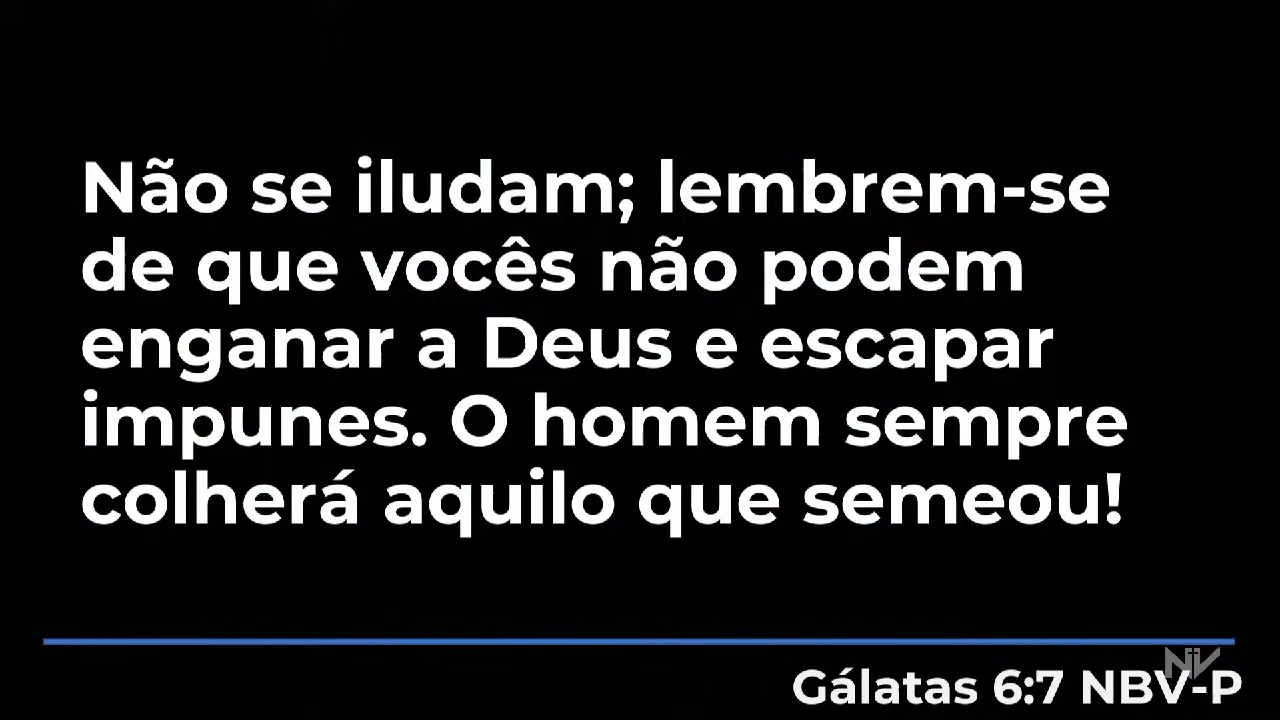 Não se iludam; lembrem-se
de que vocês não podem
enganar a Deus e escapar
impunes. O homem sempre
colherá aquilo que semeou!
Gálatas 6:7 NBV-P